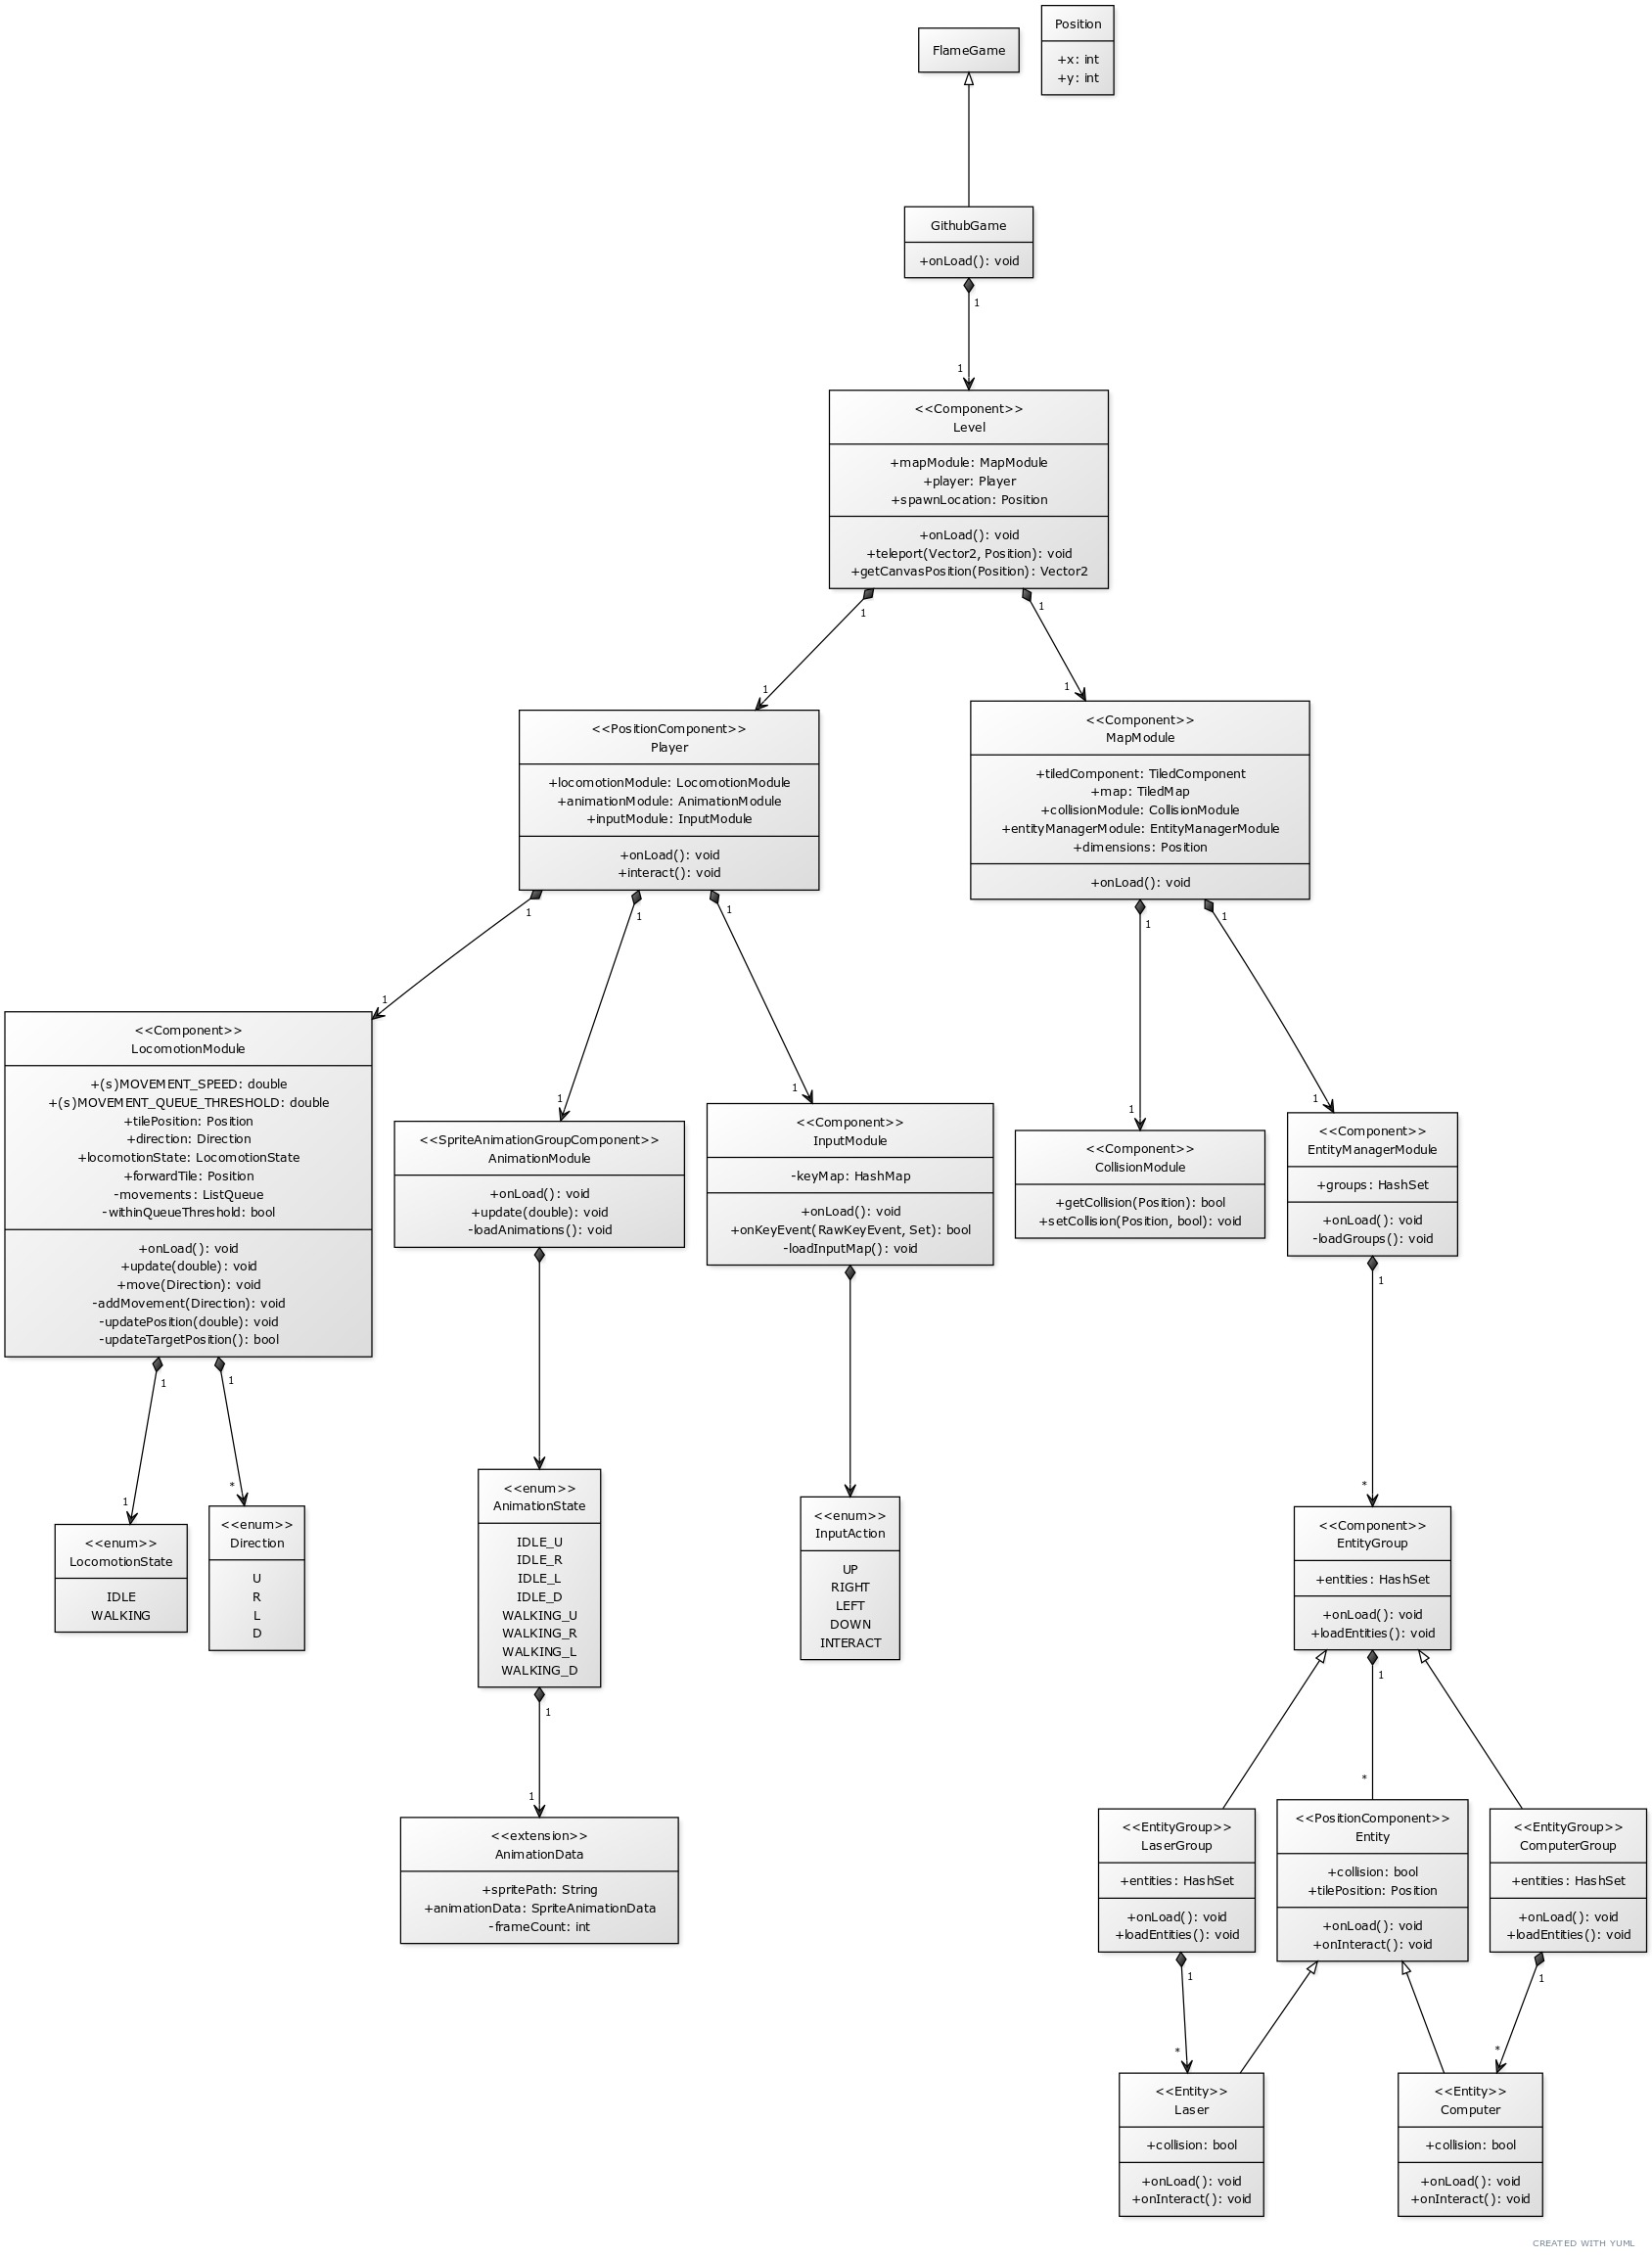 FlameGame
Position
+x: int
+y: int
GithubGame
+onLoad(): void
1
1
<<Component>>
Level
+mapModule: MapModule
+player: Player
+spawnLocation: Position
+onLoad(): void
+teleport(Vector2, Position): void
+getCanvasPosition(Position): Vector2
1
1
1
1
<<PositionComponent>>
Player
+locomotionModule: LocomotionModule
+animationModule: AnimationModule
+inputModule: InputModule
+onLoad(): void
+interact(): void
<<Component>>
MapModule
+tiledComponent: TiledComponent
+map: TiledMap
+collisionModule: CollisionModule
+entityManagerModule: EntityManagerModule
+dimensions: Position
+onLoad(): void
1
1
1
1
1
1
1
1
1
1
<<Component>>
LocomotionModule
+(s)MOVEMENT_SPEED: double
+(s)MOVEMENT_QUEUE_THRESHOLD: double
+tilePosition: Position
+direction: Direction
+locomotionState: LocomotionState
+forwardTile: Position
-movements: ListQueue
-withinQueueThreshold: bool
+onLoad(): void
+update(double): void
+move(Direction): void
-addMovement(Direction): void
-updatePosition(double): void
-updateTargetPosition(): bool
<<SpriteAnimationGroupComponent>>
AnimationModule
+onLoad(): void
+update(double): void
-loadAnimations(): void
<<Component>>
InputModule
-keyMap: HashMap
+onLoad(): void
+onKeyEvent(RawKeyEvent, Set): bool
-loadInputMap(): void
<<Component>>
CollisionModule
+getCollision(Position): bool
+setCollision(Position, bool): void
<<Component>>
EntityManagerModule
+groups: HashSet
+onLoad(): void
-loadGroups(): void
1
1
1
*
1
*
<<enum>>
LocomotionState
IDLE
WALKING
<<enum>>
Direction
U
R
L
D
<<enum>>
AnimationState
IDLE_U
IDLE_R
IDLE_L
IDLE_D
WALKING_U
WALKING_R
WALKING_L
WALKING_D
<<enum>>
InputAction
UP
RIGHT
LEFT
DOWN
INTERACT
<<Component>>
EntityGroup
+entities: HashSet
+onLoad(): void
+loadEntities(): void
1
1
1
*
<<extension>>
AnimationData
+spritePath: String
+animationData: SpriteAnimationData
-frameCount: int
<<EntityGroup>>
LaserGroup
+entities: HashSet
+onLoad(): void
+loadEntities(): void
<<PositionComponent>>
Entity
+collision: bool
+tilePosition: Position
+onLoad(): void
+onInteract(): void
<<EntityGroup>>
ComputerGroup
+entities: HashSet
+onLoad(): void
+loadEntities(): void
1
*
1
*
<<Entity>>
Laser
+collision: bool
+onLoad(): void
+onInteract(): void
<<Entity>>
Computer
+collision: bool
+onLoad(): void
+onInteract(): void
CREATED WITH YUML